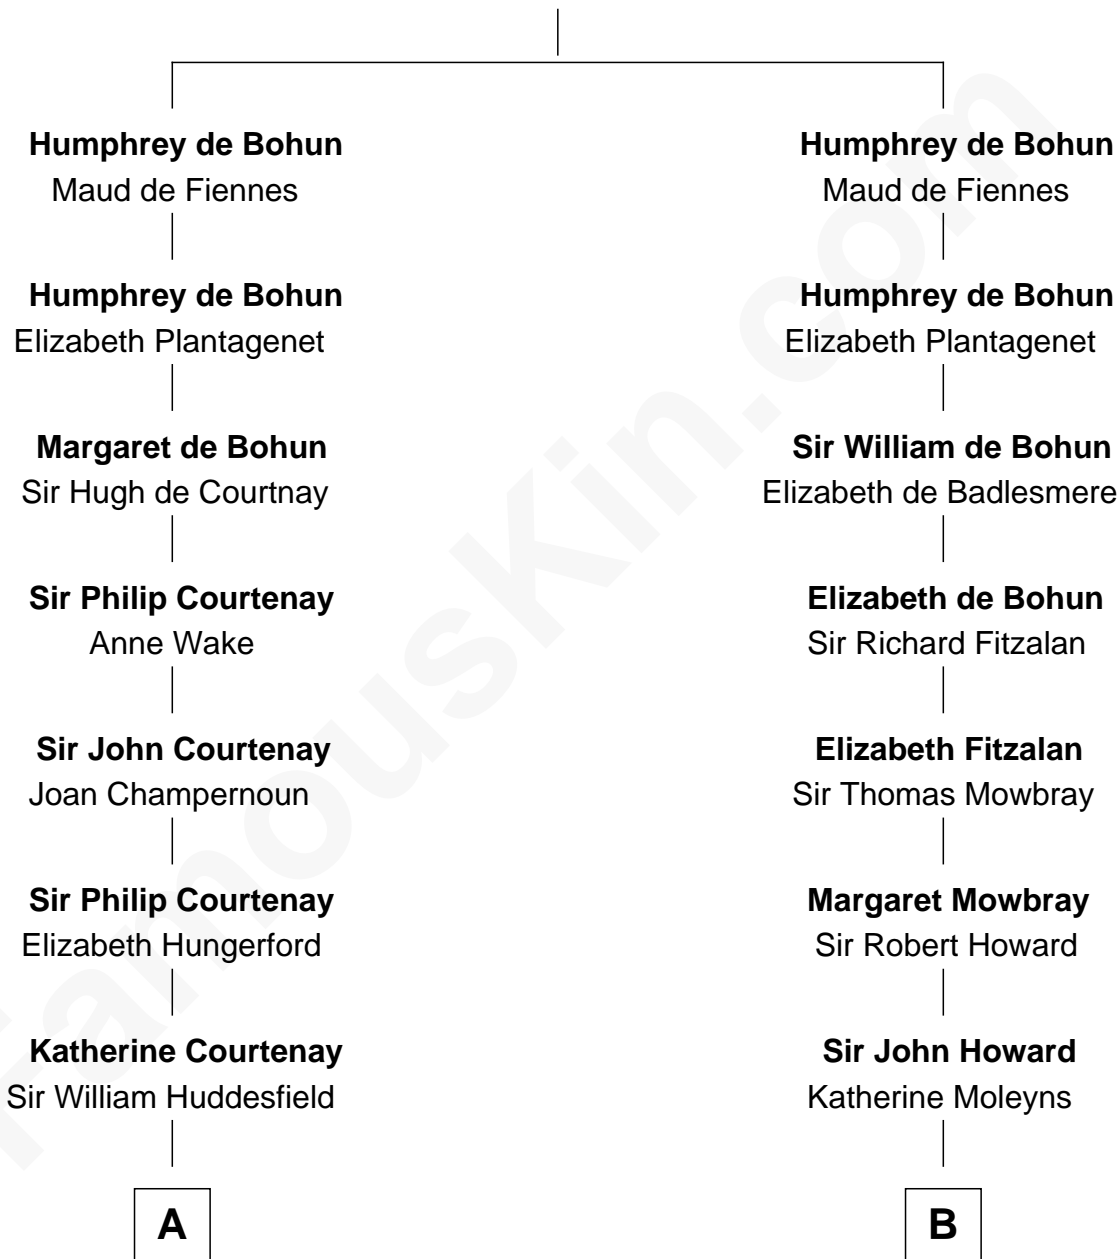 Humphrey de Bohun
Maud de Fiennes
Humphrey de Bohun
Elizabeth Plantagenet
Margaret de Bohun
Sir Hugh de Courtnay
Sir Philip Courtenay
Anne Wake
Sir John Courtenay
Joan Champernoun
Sir Philip Courtenay
Elizabeth Hungerford
Katherine Courtenay
Sir William Huddesfield
A
Humphrey de Bohun
Maud de Fiennes
Humphrey de Bohun
Elizabeth Plantagenet
Sir William de Bohun
Elizabeth de Badlesmere
Elizabeth de Bohun
Sir Richard Fitzalan
Elizabeth Fitzalan
Sir Thomas Mowbray
Margaret Mowbray
Sir Robert Howard
Sir John Howard
Katherine Moleyns
B
FamousKin.com